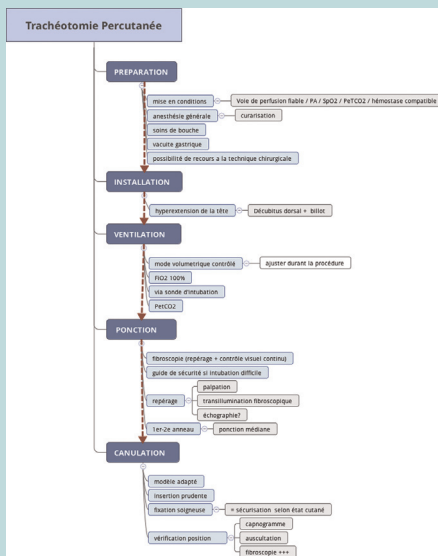 Trachéotomie Percutanée
PREPARATION
mise en conditions
Voie de perfusion fiable / PA / SpO2 / PeTCO2 / hémostase compatible
anesthésie générale
curarisation
soins de bouche
vacuite gastrique
possibilité de recours a la technique chirurgicale
INSTALLATION
hyperextension de la tête
Décubitus dorsal + billot
VENTILATION
mode volumetrique contrôlé
ajuster durant la procédure
FiO2 100%
via sonde d'intubation
PetCO2
PONCTION
fibroscopie (repérage + contrôle visuel continu)
guide de sécurité si intubation difficile
repérage
palpation
transillumination fibroscopique
échographie?
1er-2e anneau
ponction médiane
CANULATION
modèle adapté
insertion prudente
fixation soigneuse
= sécurisation selon état cutané
vérification position
capnogramme
auscultation
fibroscopie +++